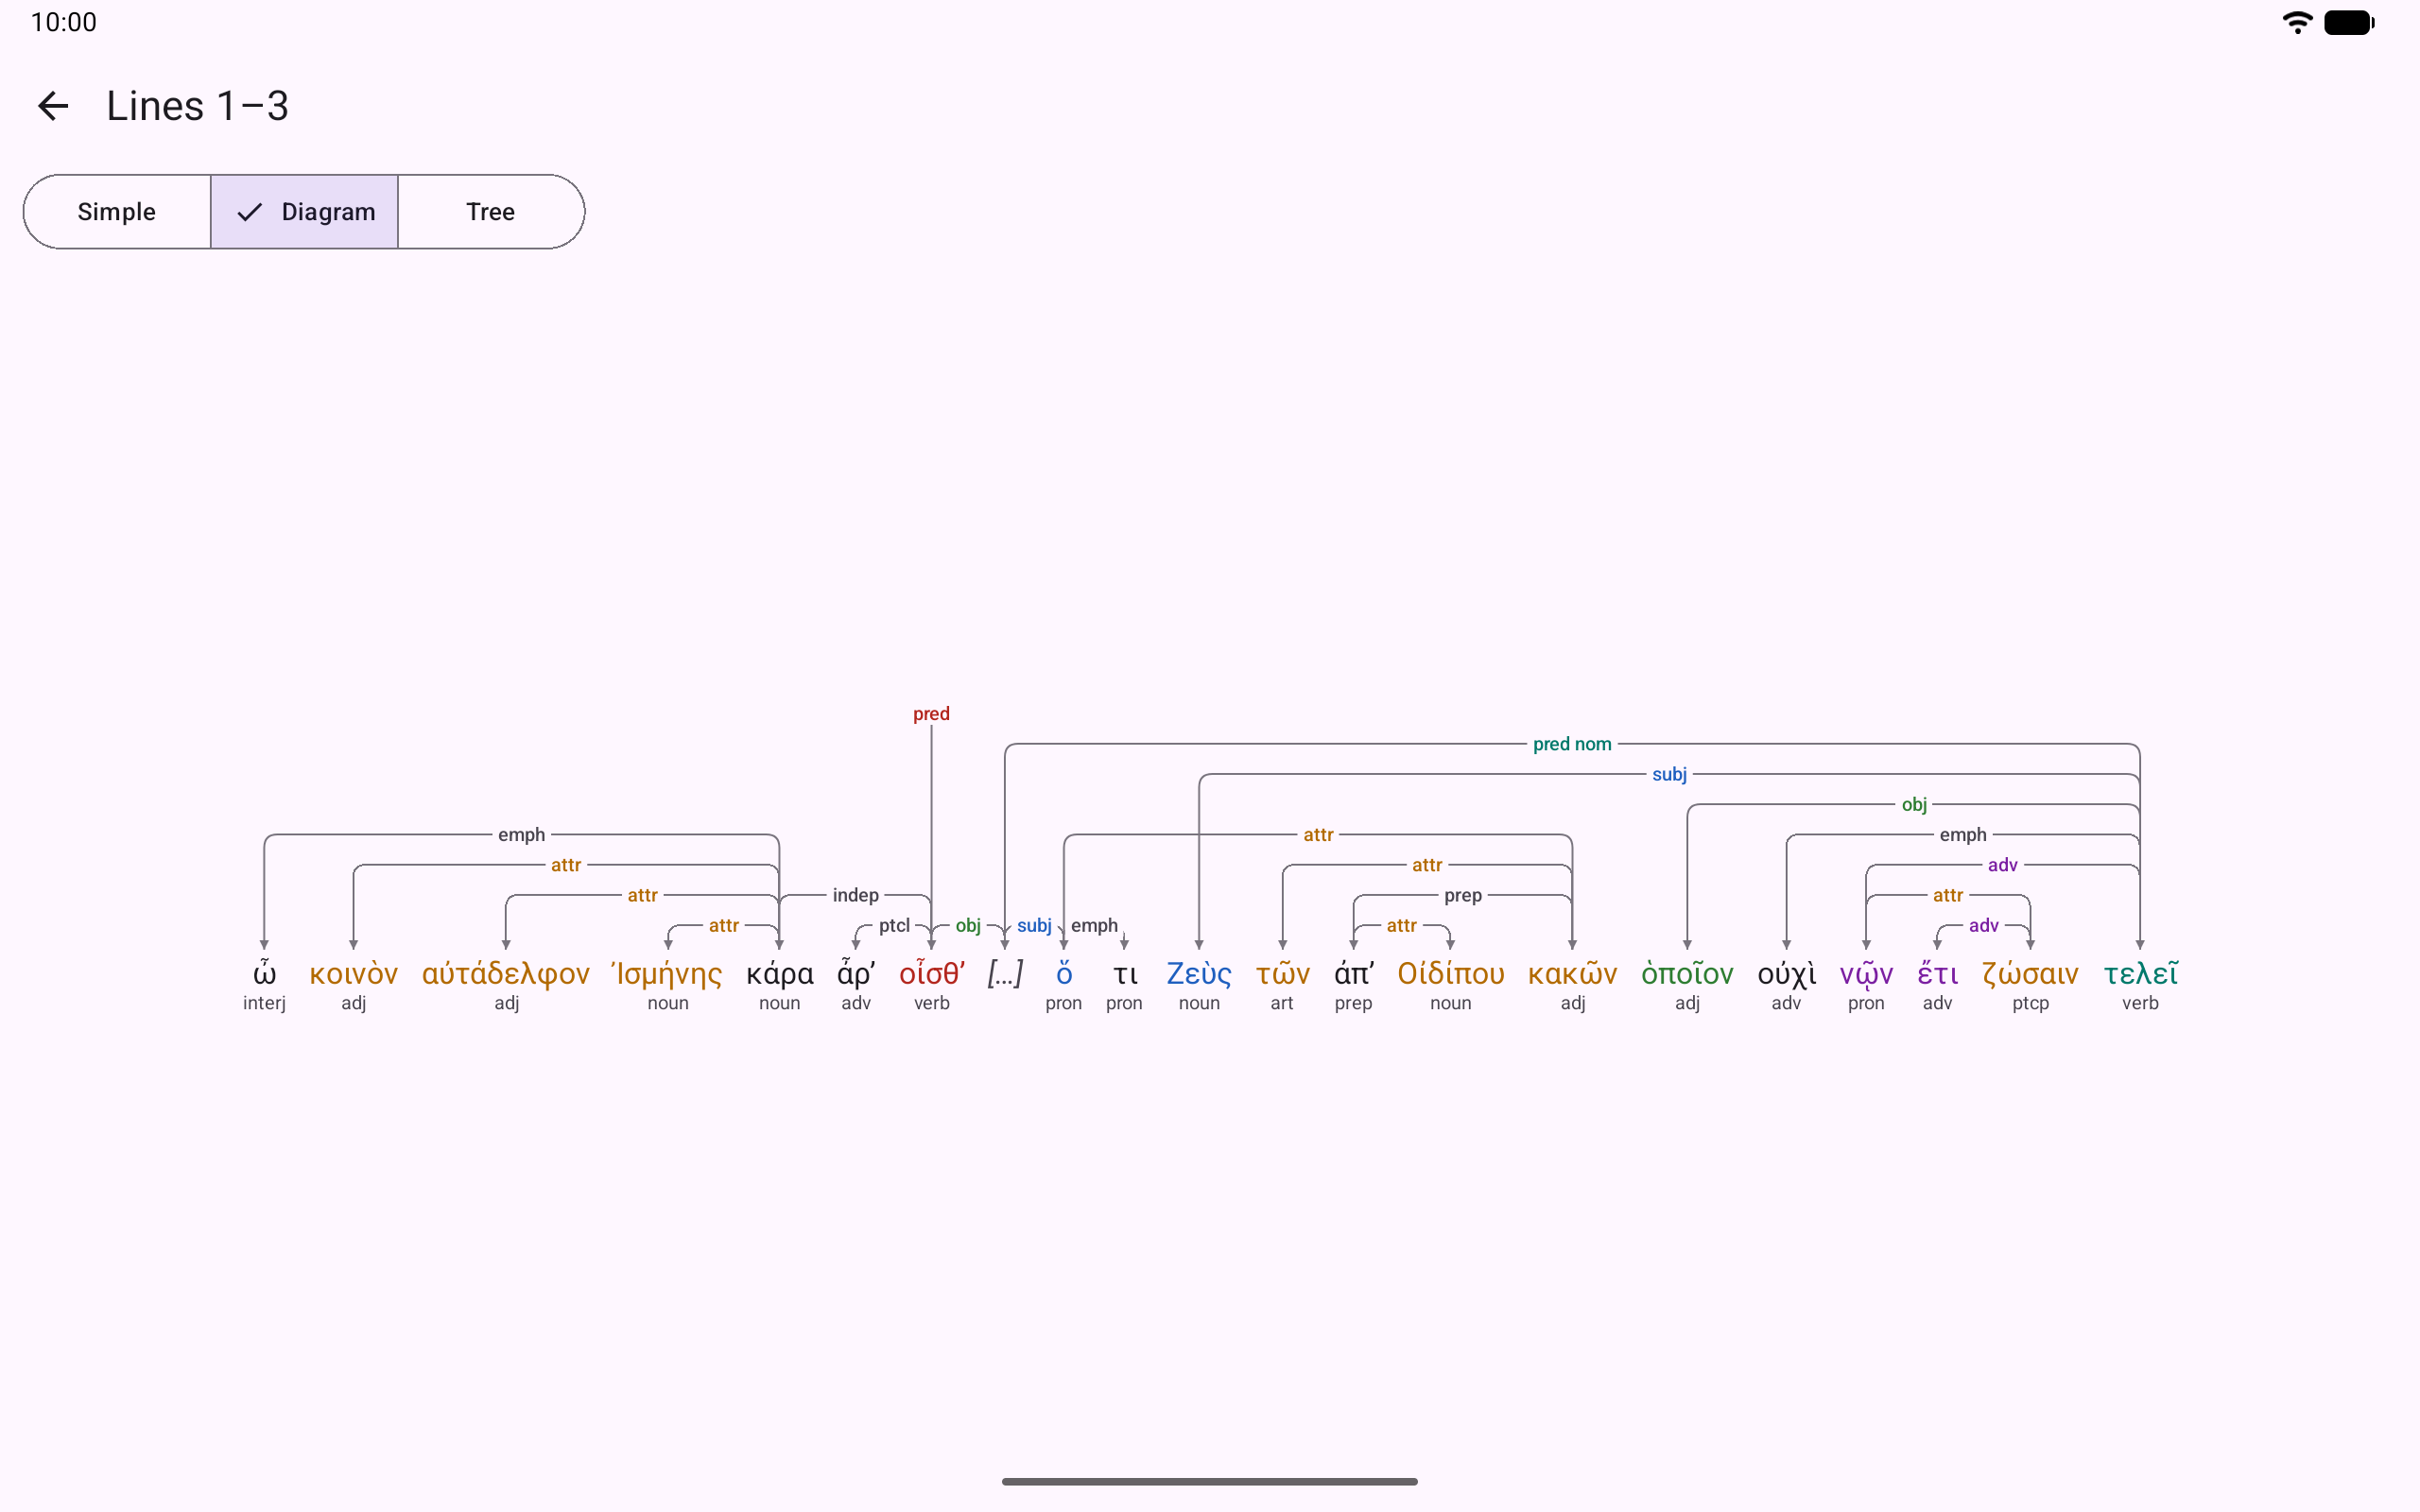 10:00
Lines 1–3
Simple Diagram Tree
pred
pred nom
subj
obj
emph attr emph
attr attr adv
attr indep prep attr
attr ptcl obj subj emph attr adv
ὦ κοινὸν αὐτάδελφον Ἰσμήνης κάρα ἆρ’ οἶσθ’ [...] ὅ τι Ζεὺς τῶν ἀπ’ Οἰδίπου κακῶν ὁποῖον οὐχὶ νῷν ἔτι ζώσαιν τελεῖ
interj adj adj noun noun adv verb pron pron noun art prep noun adj adj adv pron adv ptcp verb